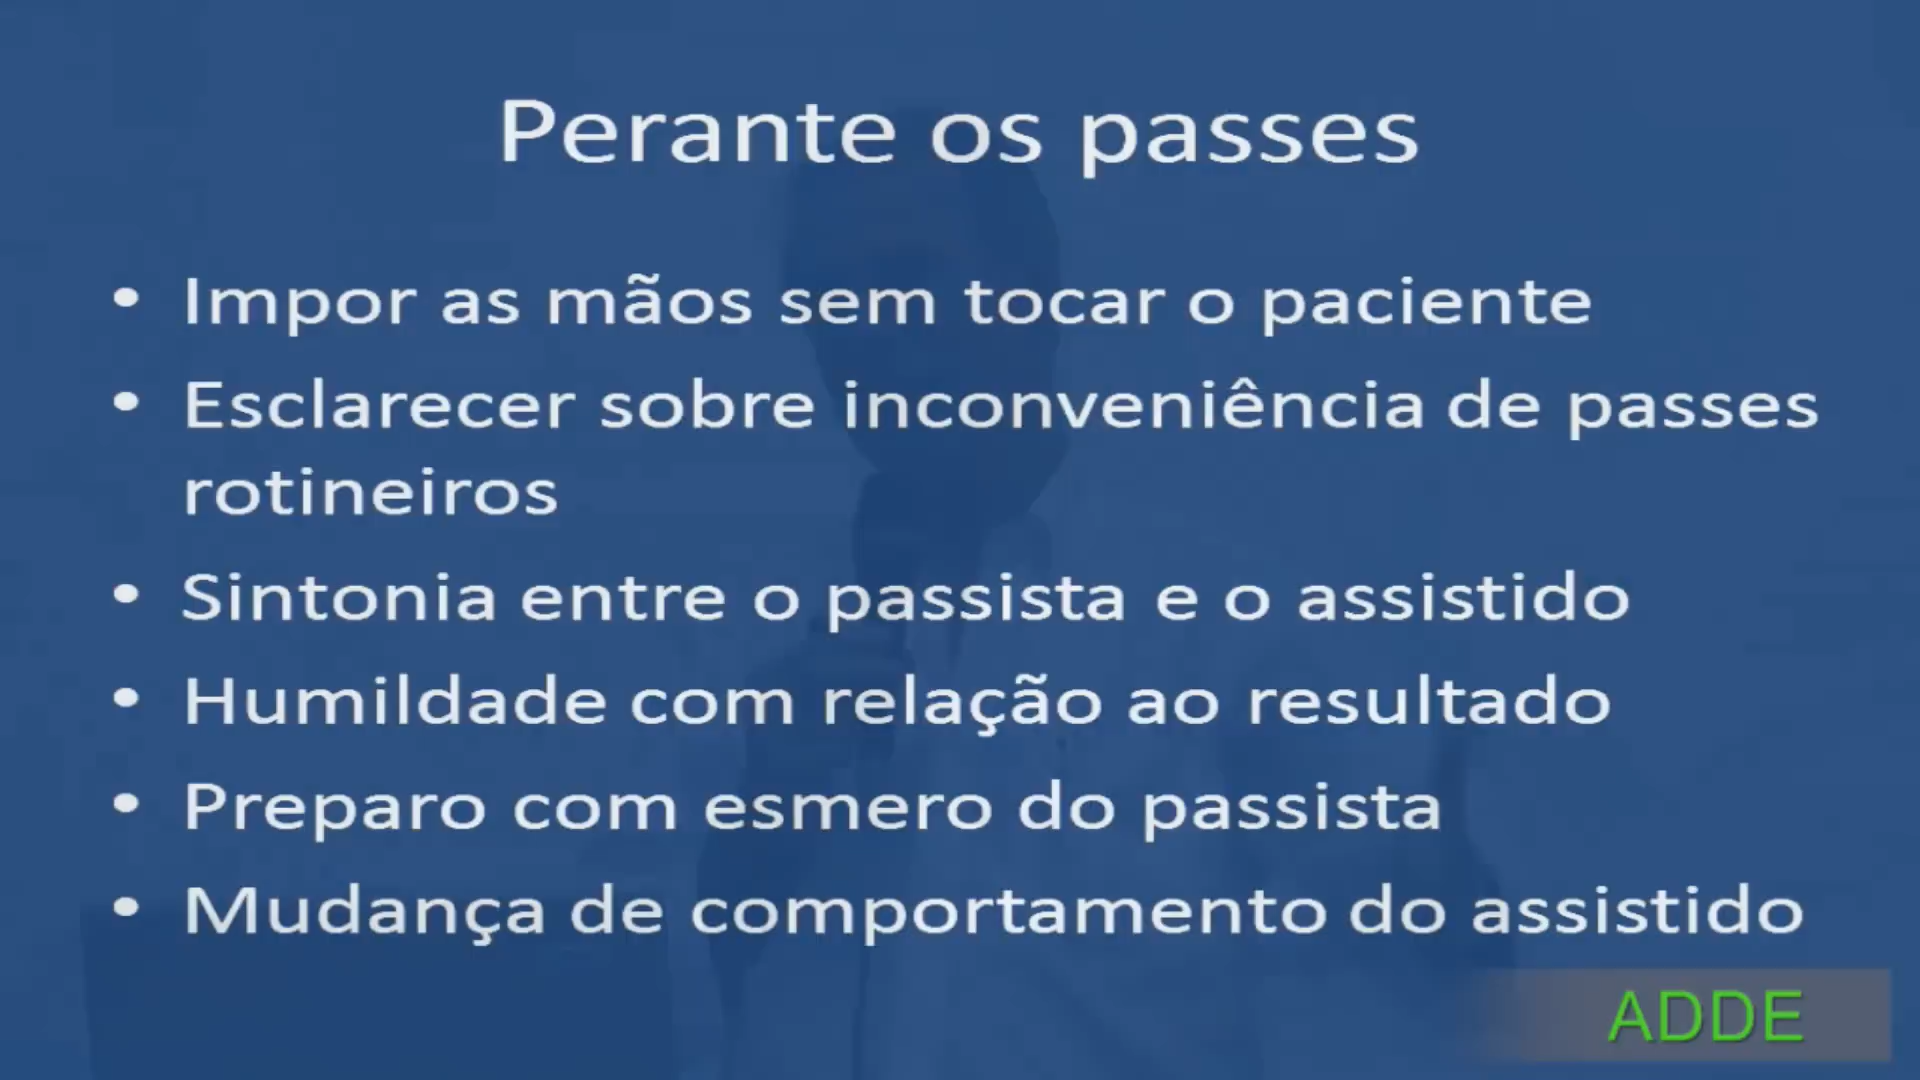 Perante os passes
• Impor as mãos sem tocar o paciente
• Esclarecer sobre inconveniência de passes
rotineiros
• Sintonia entre o passista e o assistido
• Humildade com relação ao resultado
• Preparo com esmero do passista
• Mudança de comportamento do assistido
ADDE